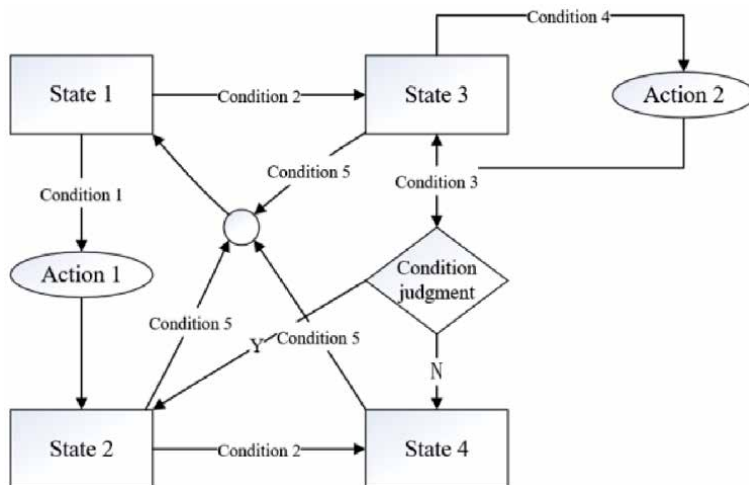 Condition 4
State 1
Condition 2
State 3
Action 2
Condition 5
Condition 3
Condition 1
Action 1
Condition
judgment
Condition 5
Y
Condition 5
N
State 2
Condition 2
State 4